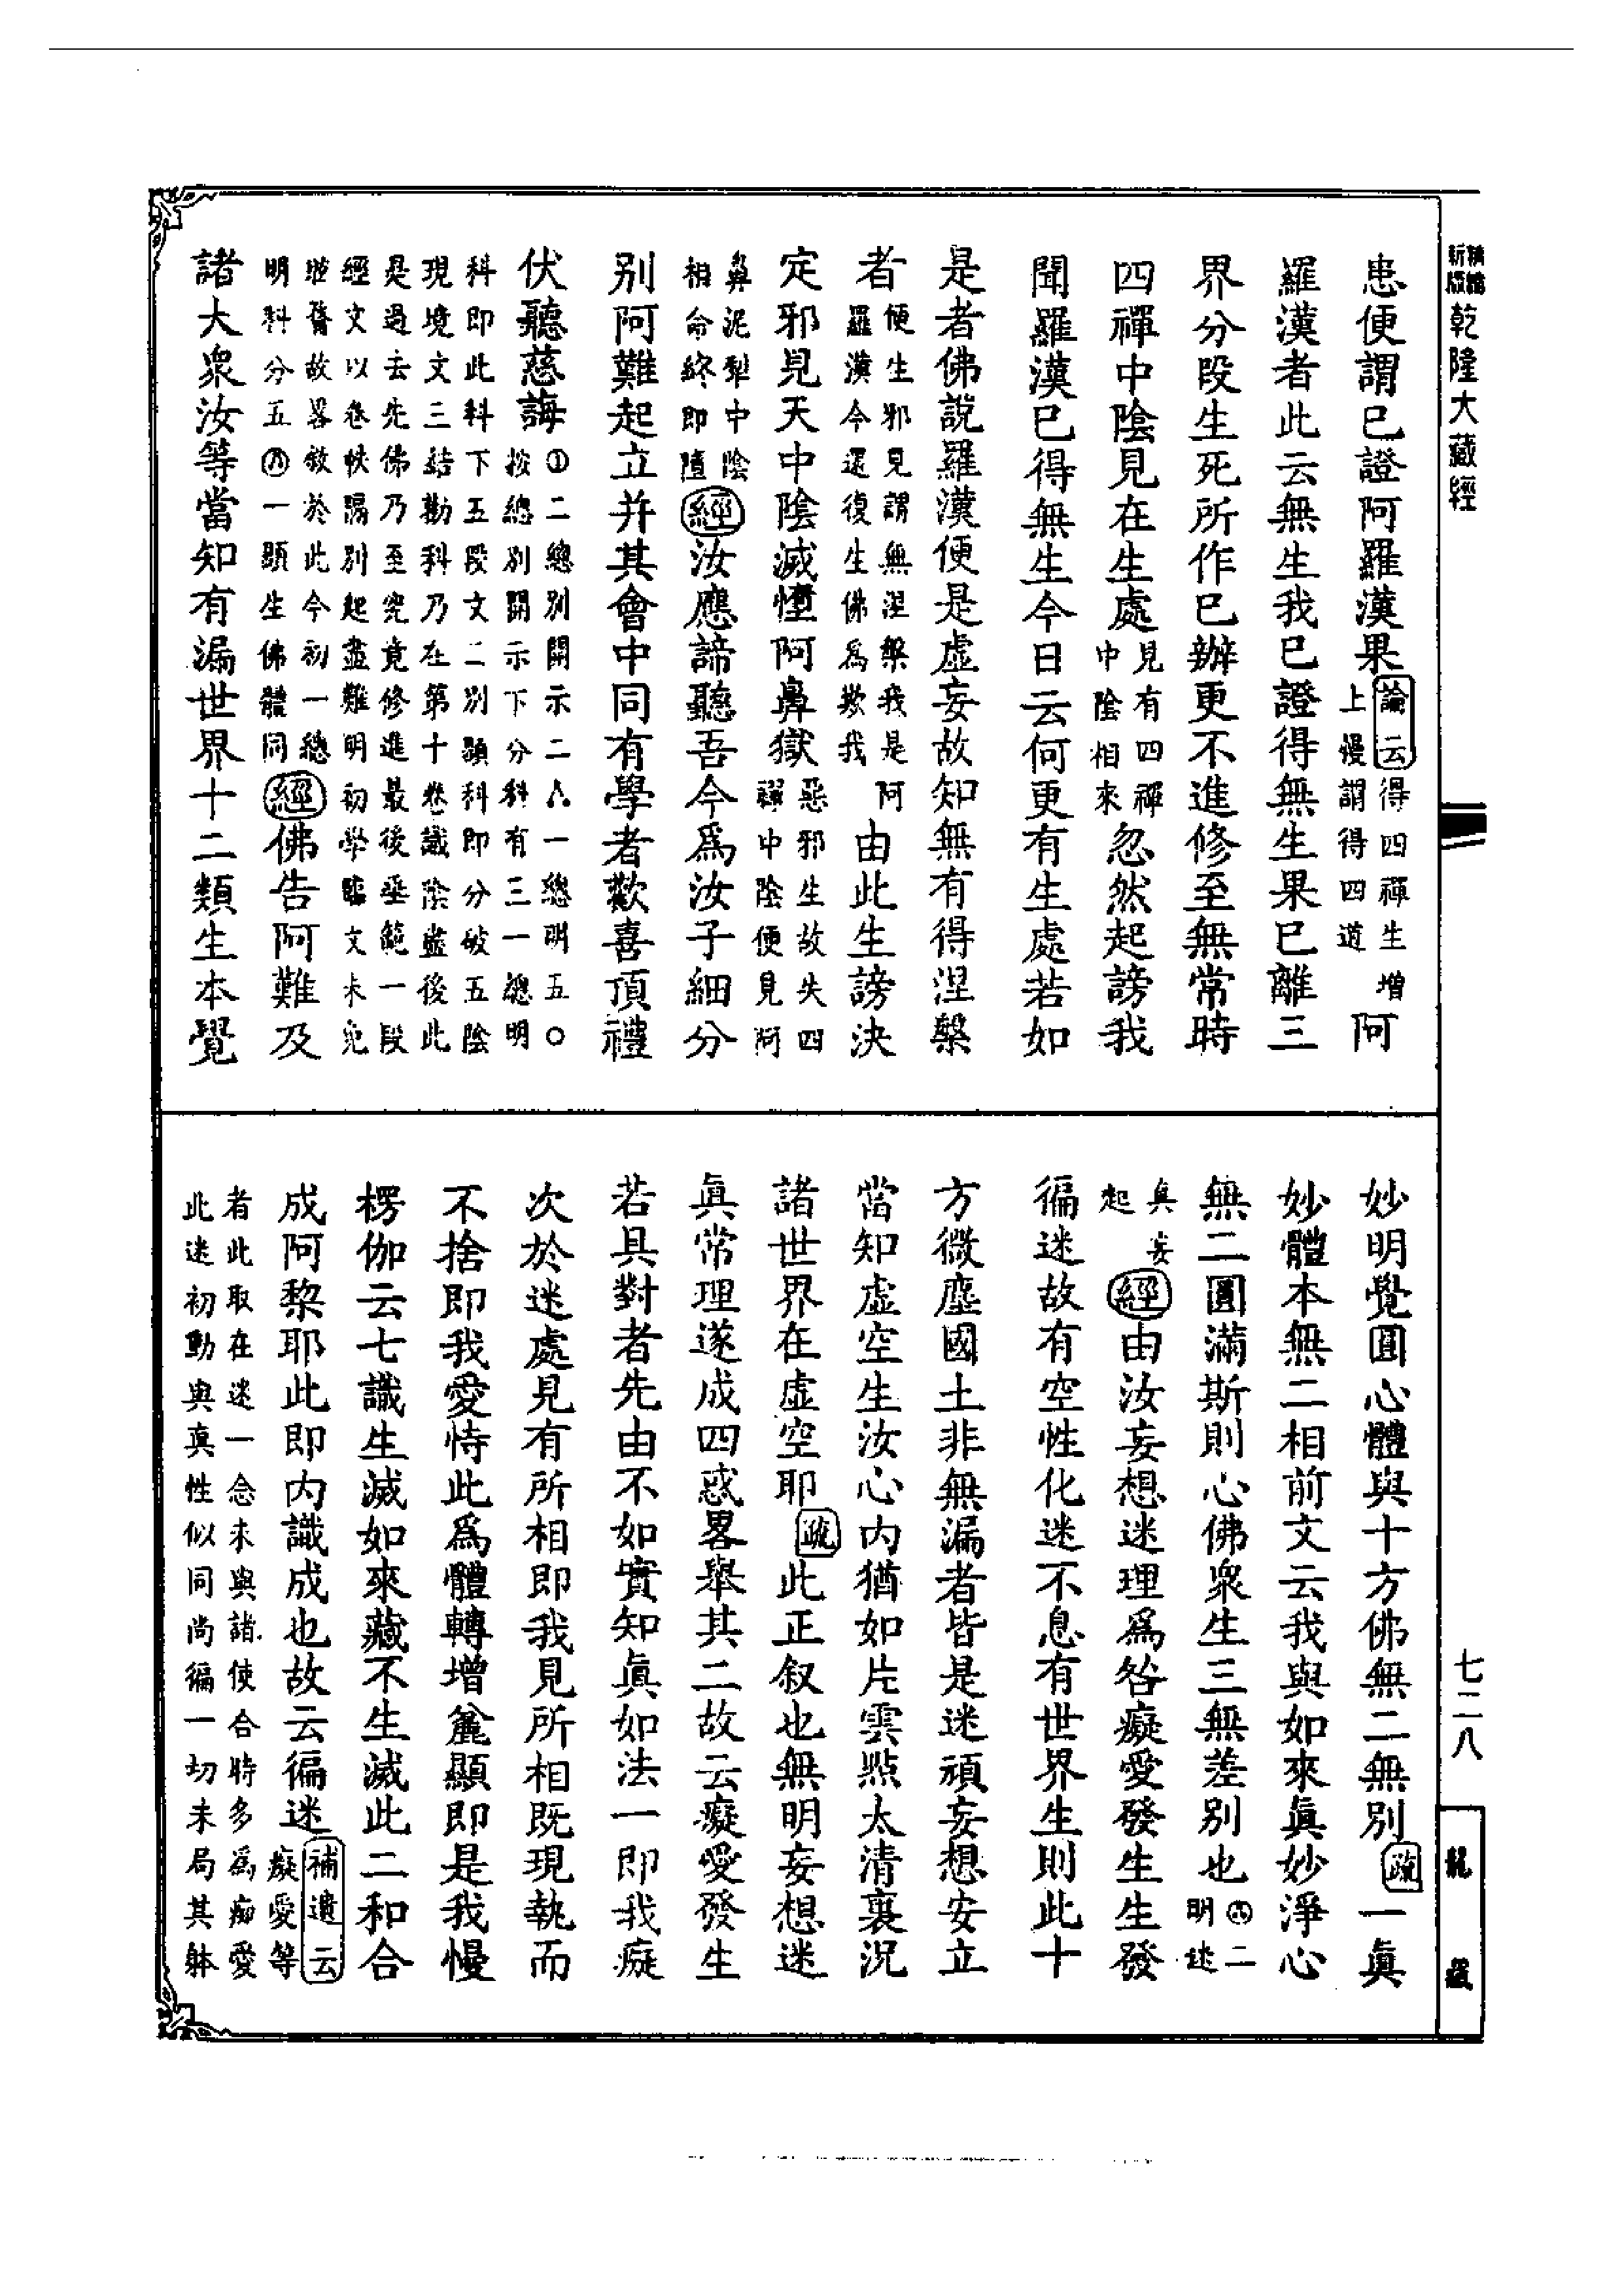 新編縮版乾隆大藏經
患便謂已證阿羅漢果論云得四禪生增上慢謂得四道阿
羅漢者此云無生我已證得無生果已離三
界分段生死所作已辦更不進修至無常時
四禪中陰見在生處見有四禪中陰相來忽然起謗我
聞羅漢已得無生今日云何更有生處若如
是者佛說羅漢便是虛妄故知無有得涅槃
者便生邪見謂無涅槃我是阿羅漢今還復生佛為欺我由此生謗決
定邪見天中陰滅墮阿鼻獄惡邪生故失四禪中陰便見阿
鼻泥犁中陰相命終即墮經汝應諦聽吾今為汝子細分
別阿難起立并其會中同有學者歡喜頂禮
伏聽慈誨①二總別開示二㆒一總明五○按總別開示下分科有三一總明
科即此科下五段文二別顯科即分破五陰
現境文三結勸科乃在第十卷識陰盡後此
是過去先佛乃至究竟修進最後垂範一段
經文以卷帙隔別起盡難明初學臨文未免
故畧敘於此今初一總
明科分五㊇一顯生佛體同經佛告阿難及
諸大衆汝等當知有漏世界十二類生本覺
妙明覺圓心體與十方佛無二無別疏一眞
妙體本無二相前文云我與如來眞妙淨心
無二圓滿斯則心佛衆生三無差別也㊇二明迷
真妄起經由汝妄想迷理為咎癡愛發生生發
徧迷故有空性化迷不息有世界生則此十
方微塵國土非無漏者皆是迷頑妄想安立
當知虛空生汝心內猶如片雲點太清裏況
諸世界在虛空耶疏此正叙也無明妄想迷
眞常理遂成四惑畧舉其二故云癡愛發生
若具對者先由不如實知眞如法一即我癡
次於迷處見有所相即我見所相既現執而
不捨即我愛恃此為體轉增麤顯即是我慢
楞伽云七識生滅如來藏不生滅此二和合
成阿黎耶此即內識成也故云徧迷補遺云癡愛等
者此取在迷一念未與諸使合時多為痴愛
此迷初動與真性似同尚徧一切未局其躰
七二八
龍藏